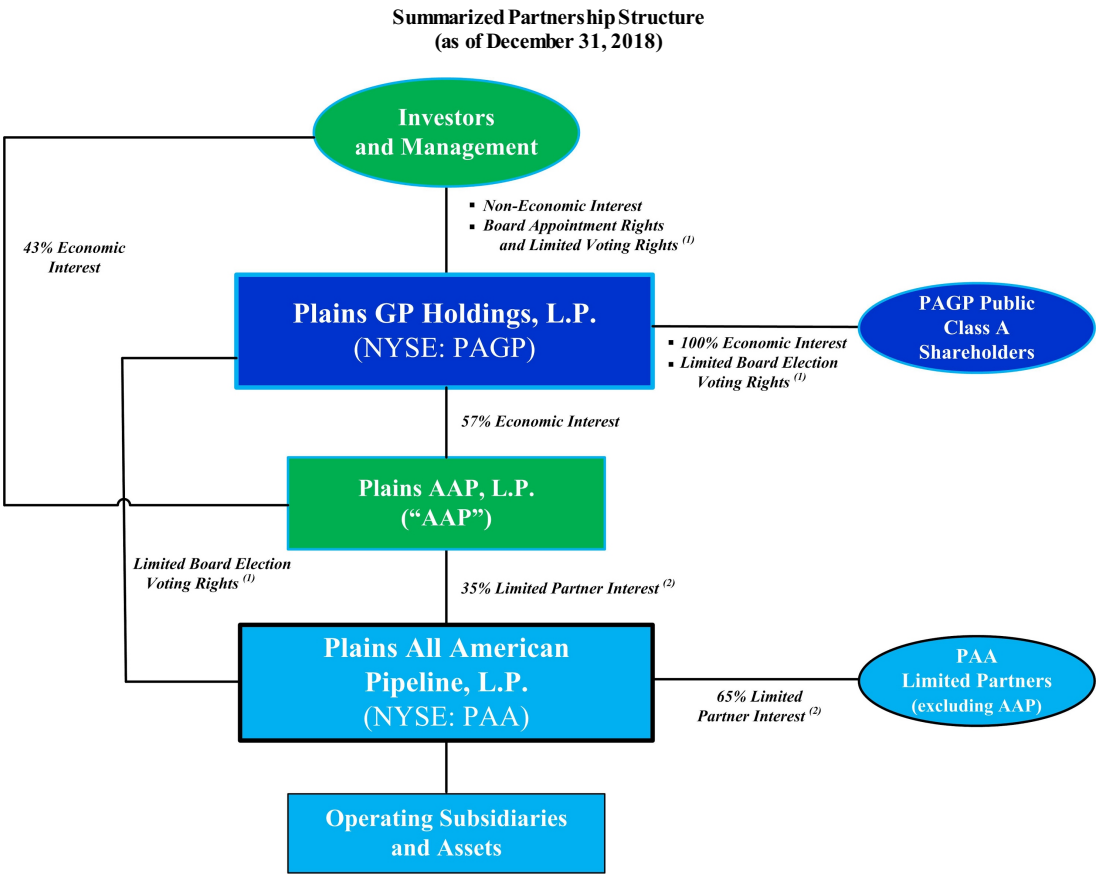 Summarized Partnership Structure
(as of December 31, 2018)
Investors
and Management
▪ Non-Economic Interest
▪ Board Appointment Rights
and Limited Voting Rights (1)
43% Economic
Interest
Plains GP Holdings, L.P.
(NYSE: PAGP)
PAGP Public
Class A
Shareholders
▪ 100% Economic Interest
▪ Limited Board Election
Voting Rights (1)
57% Economic Interest
Plains AAP, L.P.
(“AAP”)
Limited Board Election
Voting Rights (1)
35% Limited Partner Interest (2)
Plains All American
Pipeline, L.P.
(NYSE: PAA)
PAA
Limited Partners
(excluding AAP)
65% Limited
Partner Interest (2)
Operating Subsidiaries
and Assets